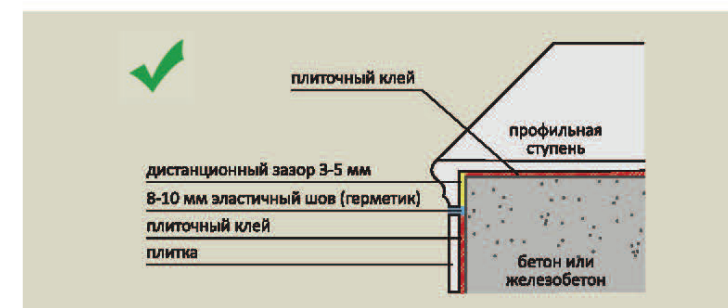 плиточный клей
профильная
ступень
дистанционный зазор 3-5 мм
8-10 мм эластичный шов (герметик)
плиточный клей
плитка
бетон или
железобетон